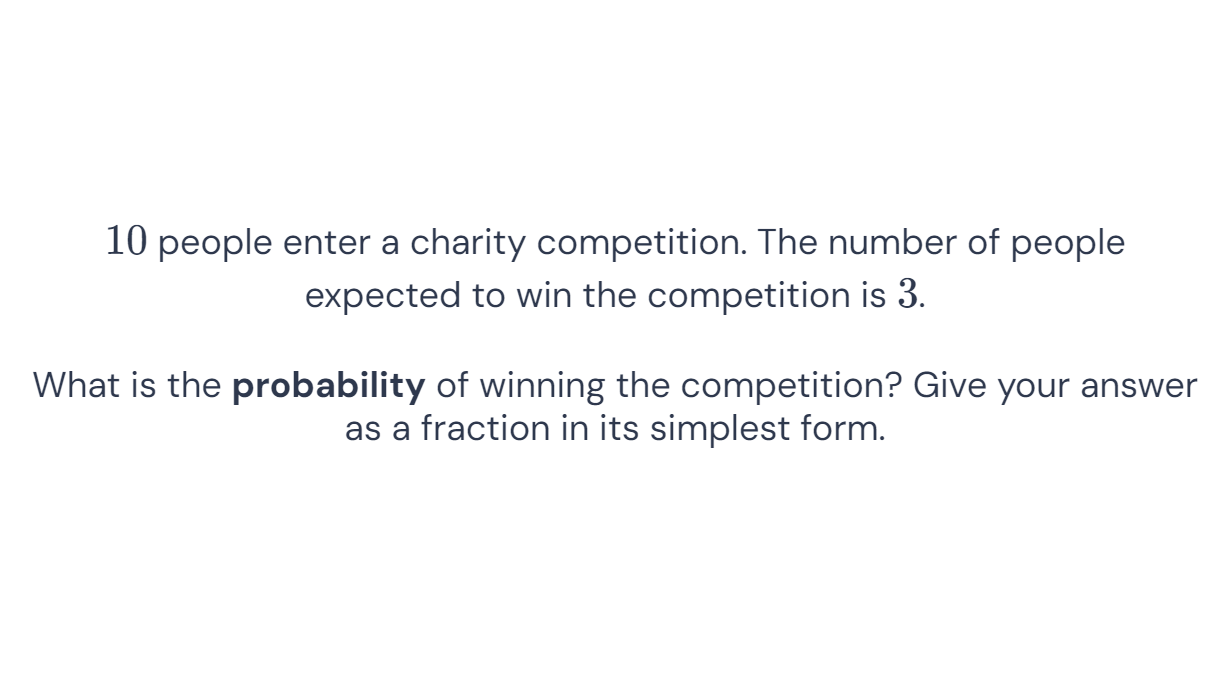 10 people enter a charity competition. The number of people
expected to win the competition is 3.
What is the probability of winning the competition? Give your answer
as a fraction in its simplest form.